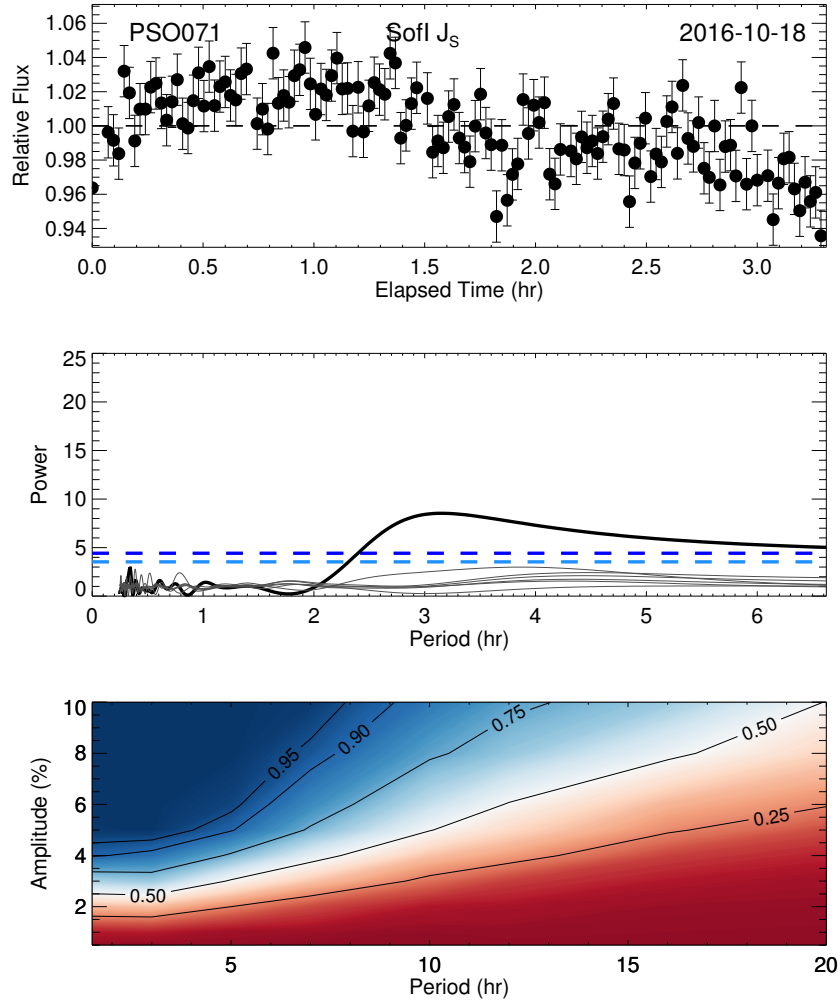 PSO071 SofI J_S 2016-10-18
1.06
1.04
1.02
1.00
0.98
0.96
0.94
Relative Flux
0.0 0.5 1.0 1.5 2.0 2.5 3.0
Elapsed Time (hr)
25
20
15
10
5
0
Power
0 1 2 3 4 5 6
Period (hr)
10
8
6
4
2
Amplitude (%)
0.95
0.90
0.75
0.50
0.25
0.50
5 10 15 20
Period (hr)